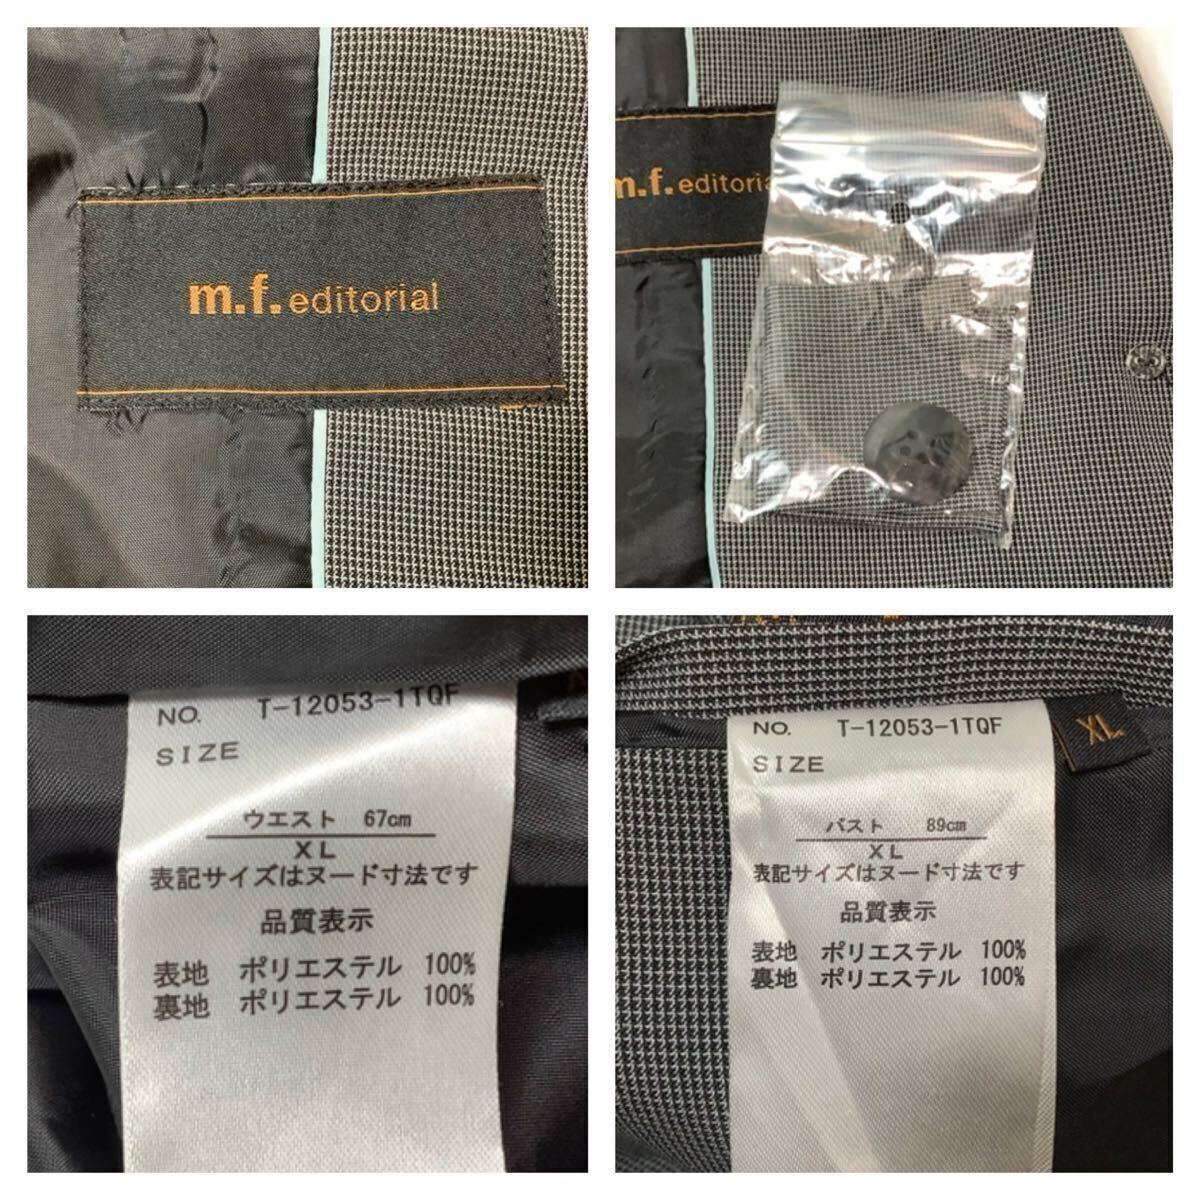 m.f.editorial
m.f.editoria
NO. T-12053-1TQF
SIZE
ウエスト 67cm
XL
表記サイズはヌード寸法です
品質表示
表地 ポリエステル 100%
裏地 ポリエステル 100%
NO. T-12053-1TQF
SIZE
XL
バスト 89cm
XL
表記サイズはヌード寸法です
品質表示
表地 ポリエステル 100%
裏地 ポリエステル 100%